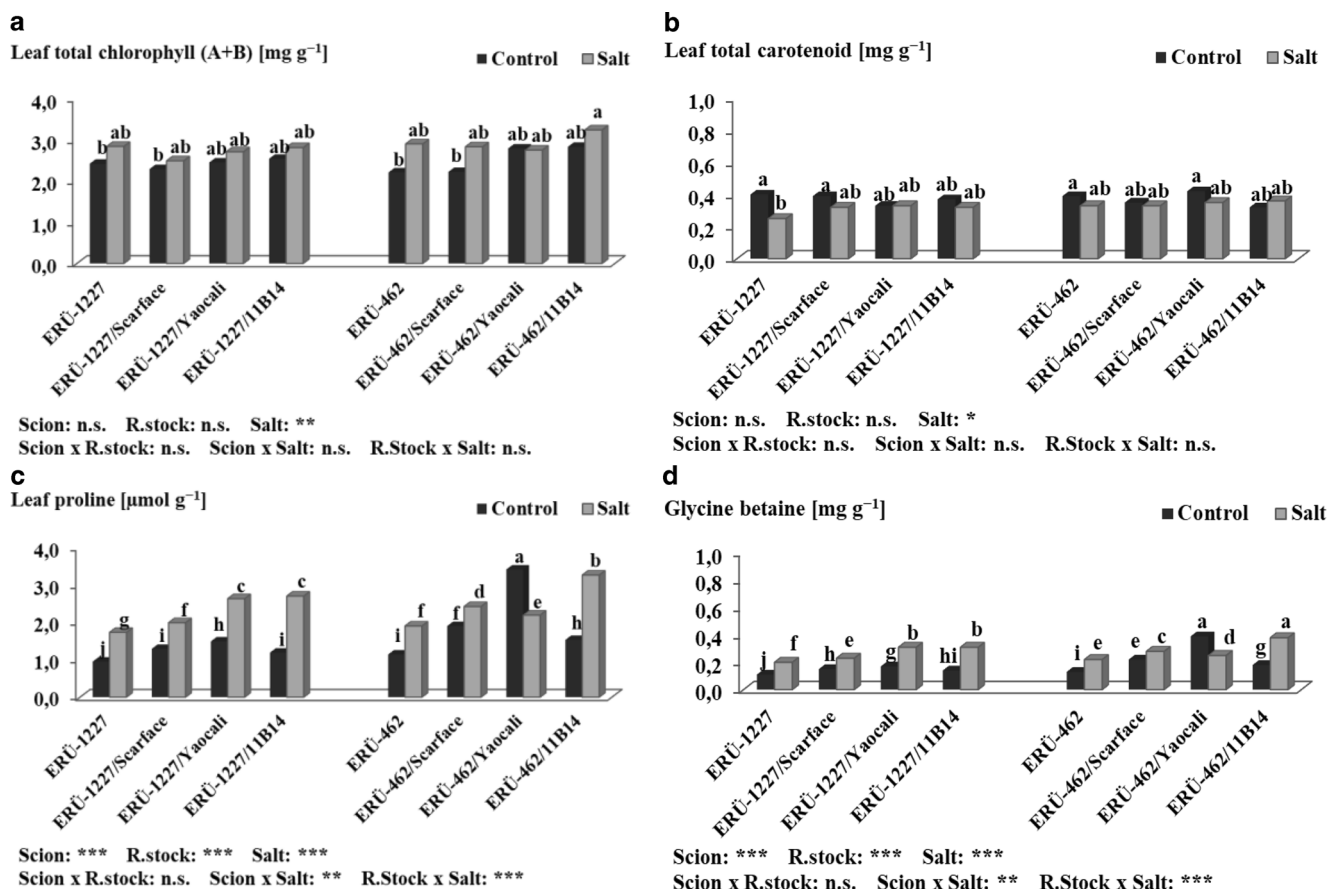 a
Leaf total chlorophyll (A+B) [mg g⁻¹]
Control Salt
4,0
3,0
2,0
1,0
0,0
b ab b ab ab ab ab ab b ab b ab ab ab ab a
ERÜ-1227
ERÜ-1227/Scarface
ERÜ-1227/Yaocali
ERÜ-1227/11B14
ERÜ-462
ERÜ-462/Scarface
ERÜ-462/Yaocali
ERÜ-462/11B14
Scion: n.s. R.stock: n.s. Salt: **
Scion x R.stock: n.s. Scion x Salt: n.s. R.Stock x Salt: n.s.
b
Leaf total carotenoid [mg g⁻¹]
Control Salt
1,0
0,8
0,6
0,4
0,2
0,0
a b a ab ab ab ab ab a ab ab ab a ab ab ab
ERÜ-1227
ERÜ-1227/Scarface
ERÜ-1227/Yaocali
ERÜ-1227/11B14
ERÜ-462
ERÜ-462/Scarface
ERÜ-462/Yaocali
ERÜ-462/11B14
Scion: n.s. R.stock: n.s. Salt: *
Scion x R.stock: n.s. Scion x Salt: n.s. R.Stock x Salt: n.s.
c
Leaf proline [µmol g⁻¹]
Control Salt
4,0
3,0
2,0
1,0
0,0
g i f h c i c i f f d a e h b
ERÜ-1227
ERÜ-1227/Scarface
ERÜ-1227/Yaocali
ERÜ-1227/11B14
ERÜ-462
ERÜ-462/Scarface
ERÜ-462/Yaocali
ERÜ-462/11B14
Scion: *** R.stock: *** Salt: ***
Scion x R.stock: n.s. Scion x Salt: ** R.Stock x Salt: ***
d
Glycine betaine [mg g⁻¹]
Control Salt
1,0
0,8
0,6
0,4
0,2
0,0
j f h e g b hi b i e e c a d g a
ERÜ-1227
ERÜ-1227/Scarface
ERÜ-1227/Yaocali
ERÜ-1227/11B14
ERÜ-462
ERÜ-462/Scarface
ERÜ-462/Yaocali
ERÜ-462/11B14
Scion: *** R.stock: *** Salt: ***
Scion x R.stock: n.s. Scion x Salt: ** R.Stock x Salt: ***